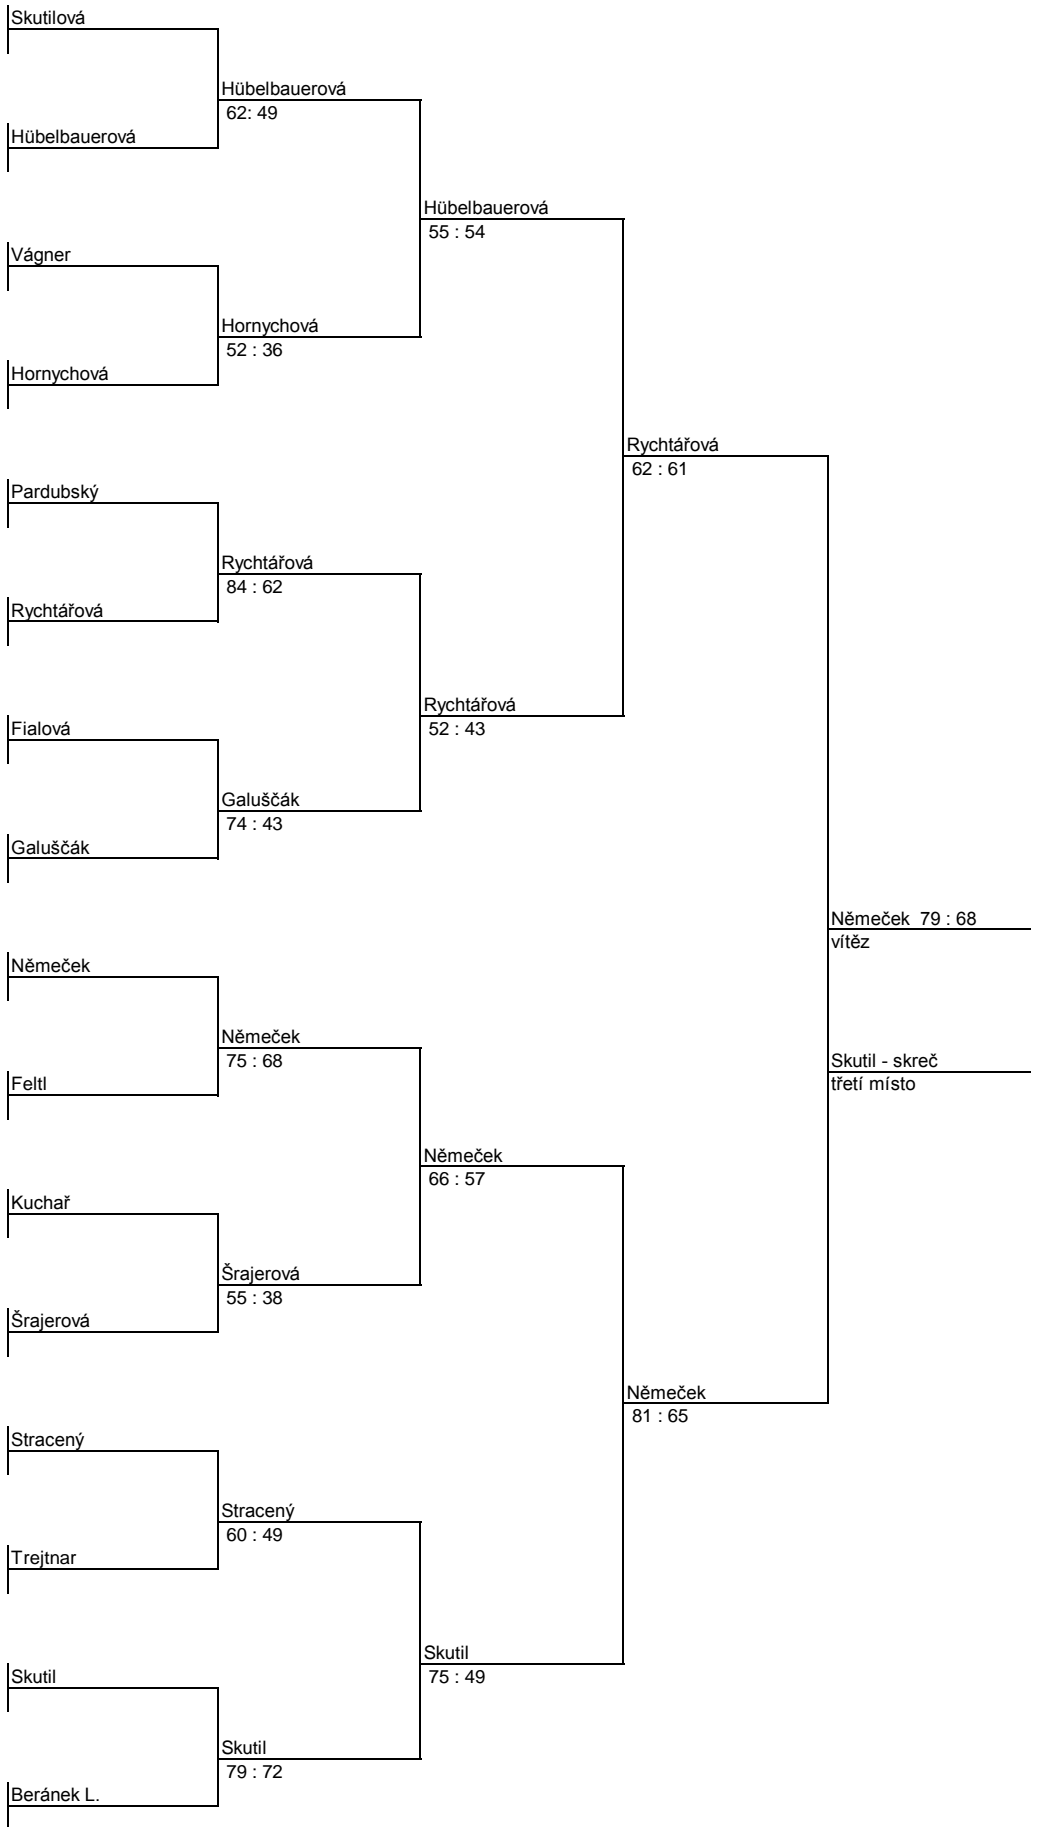 Skutilová
Hübelbauerová
62: 49
Hübelbauerová
Hübelbauerová
55 : 54
Vágner
Hornychová
52 : 36
Hornychová
Rychtářová
62 : 61
Pardubský
Rychtářová
84 : 62
Rychtářová
Rychtářová
52 : 43
Fialová
Galuščák
74 : 43
Galuščák
Němeček 79 : 68
vítěz
Němeček
Němeček
75 : 68
Skutil - skreč
třetí místo
Feltl
Němeček
66 : 57
Kuchař
Šrajerová
55 : 38
Šrajerová
Němeček
81 : 65
Stracený
Stracený
60 : 49
Trejtnar
Skutil
75 : 49
Skutil
Skutil
79 : 72
Beránek L.